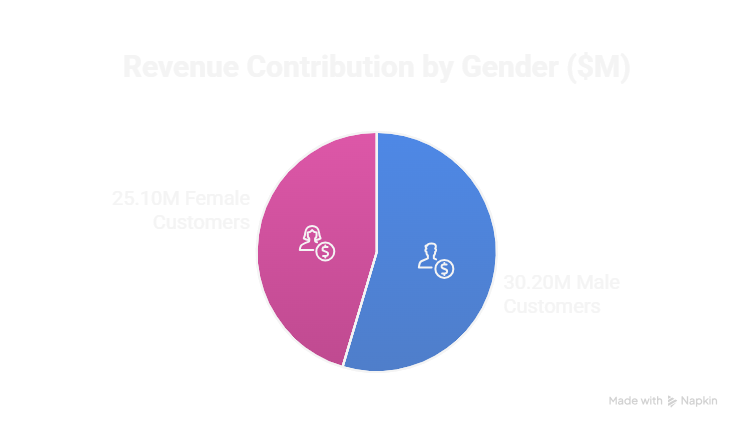 Revenue Contribution by Gender ($M)
25.10M Female
Customers
30.20M Male
Customers
Made with Napkin